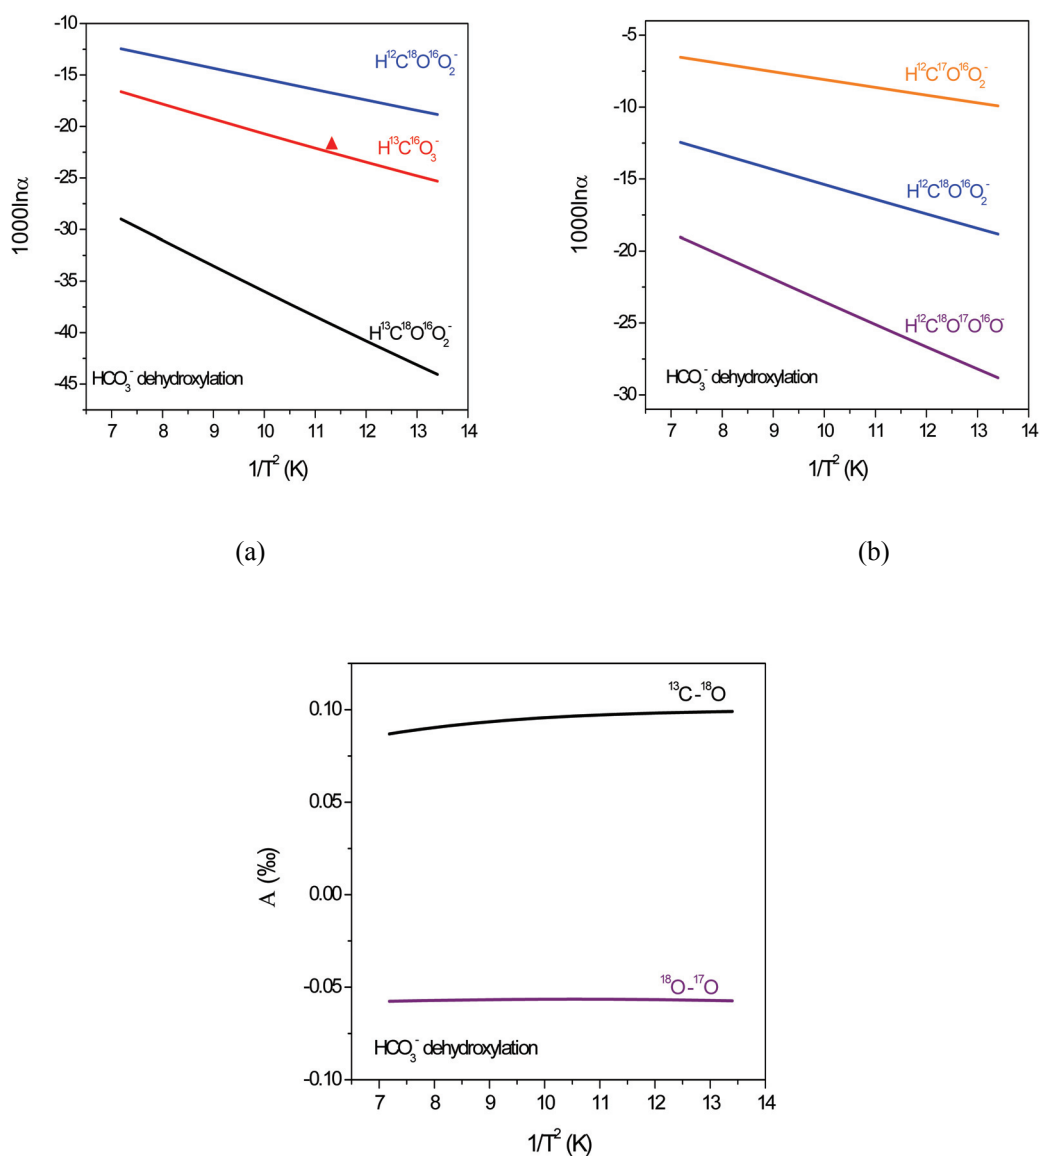 -10
-15
-20
-25
-30
-35
-40
-45
1000lnα
H¹²C¹⁸O¹⁶O₂⁻
H¹³C¹⁶O₃⁻
H¹³C¹⁸O¹⁶O₂⁻
HCO₃⁻ dehydroxylation
7 8 9 10 11 12 13 14
1/T² (K)
(a)
-5
-10
-15
-20
-25
-30
1000lnα
H¹²C¹⁷O¹⁶O₂⁻
H¹²C¹⁸O¹⁶O₂⁻
H¹²C¹⁸O¹⁷O¹⁶O⁻
HCO₃⁻ dehydroxylation
7 8 9 10 11 12 13 14
1/T² (K)
(b)
0.10
0.05
0.00
-0.05
-0.10
A (‰)
¹³C-¹⁸O
¹⁸O-¹⁷O
HCO₃⁻ dehydroxylation
7 8 9 10 11 12 13 14
1/T² (K)